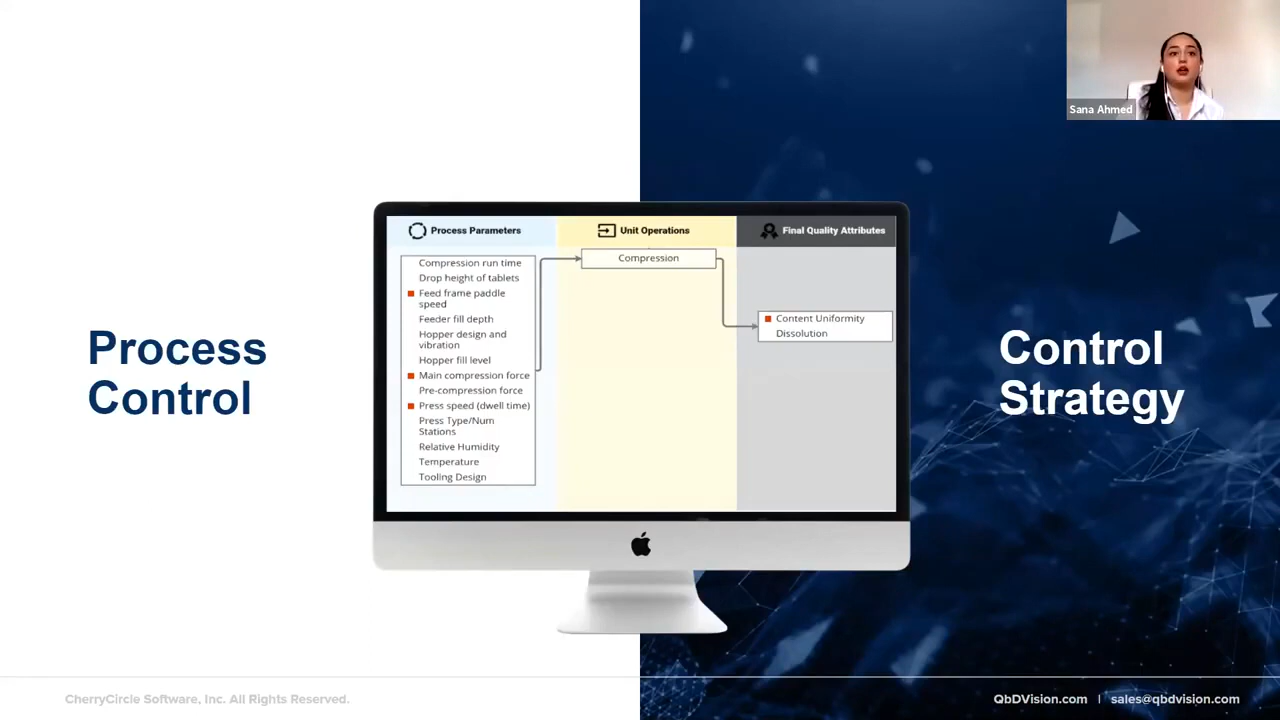 Sana Ahmed
Process
Control
Process Parameters
Compression run time
Drop height of tablets
Feed frame paddle
speed
Feeder fill depth
Hopper design and
vibration
Hopper fill level
Main compression force
Pre-compression force
Press speed (dwell time)
Press Type/Num
Stations
Relative Humidity
Temperature
Tooling Design
Unit Operations
Compression
Final Quality Attributes
Content Uniformity
Dissolution
Control
Strategy
CherryCircle Software, Inc. All Rights Reserved.
QbDVision.com | sales@qbdvision.com